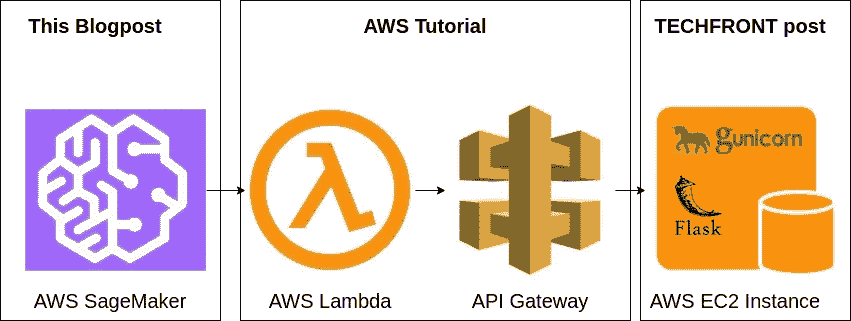 This Blogpost
AWS Tutorial
TECHFRONT post
gunicorn
Flask
AWS SageMaker
AWS Lambda
API Gateway
AWS EC2 Instance